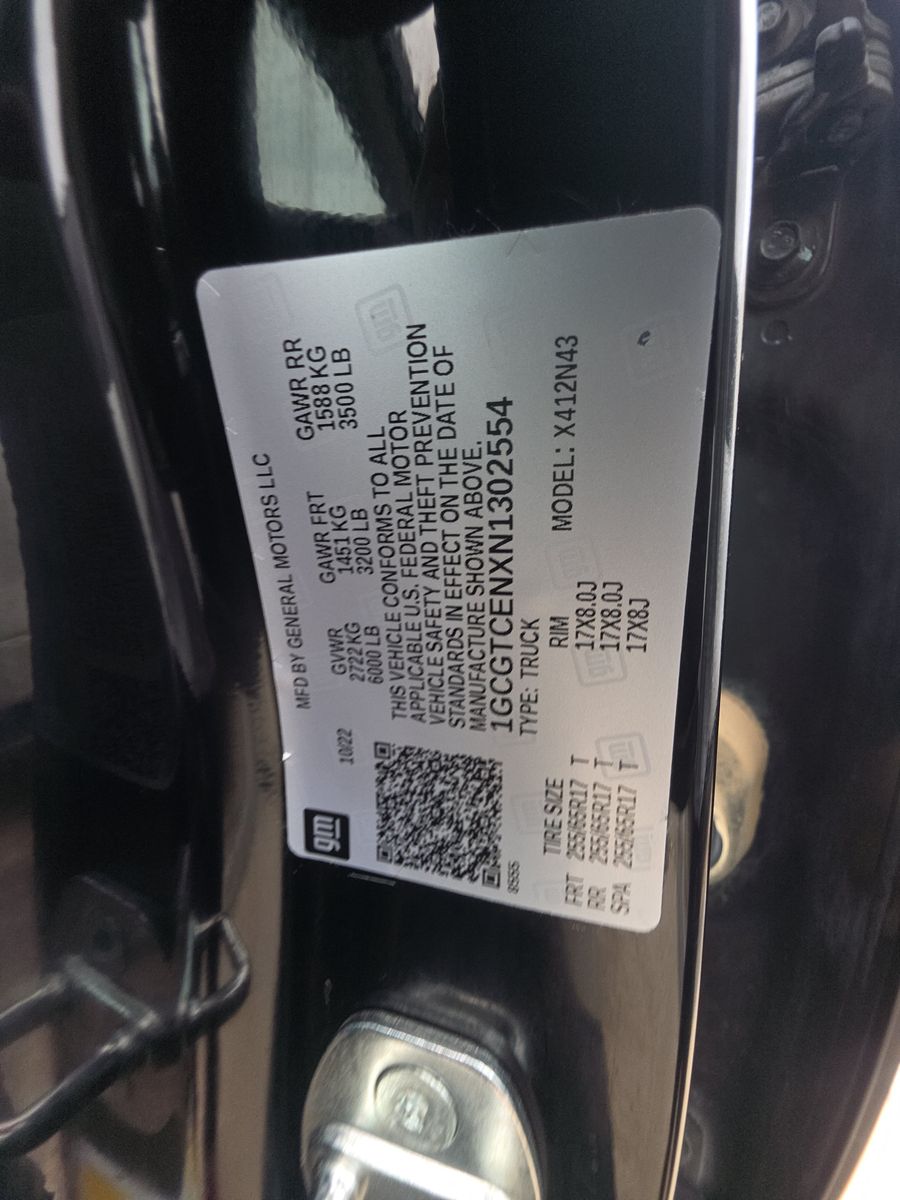 gm
MFD BY GENERAL MOTORS LLC
10/22
GVWR GAWR FRT GAWR RR
2722 KG 1451 KG 1588 KG
6000 LB 3200 LB 3500 LB
THIS VEHICLE CONFORMS TO ALL
APPLICABLE U.S. FEDERAL MOTOR
VEHICLE SAFETY AND THEFT PREVENTION
STANDARDS IN EFFECT ON THE DATE OF
MANUFACTURE SHOWN ABOVE.
1GCGTCENXN1302554
8555
TYPE: TRUCK
TIRE SIZE RIM MODEL: X412N43
FRT 255/65R17 T 17X8.0J
RR 255/65R17 T 17X8.0J
SPA 255/65R17 T 17X8J